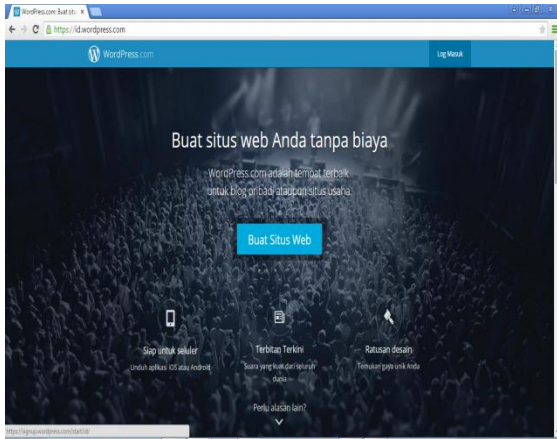 WordPress.com: Buat situ
https://id.wordpress.com
WordPress.com
Log Masuk
Buat situs web Anda tanpa biaya
WordPress.com adalah tempat terbaik
untuk blog pribadi ataupun situs usaha.
Buat Situs Web
Siap untuk seluler
Unduh aplikasi iOS atau Android
Terbitan Terkini
Suara yang kuat dari seluruh
dunia
Ratusan desain
Temukan gaya unik Anda
Perlu alasan lain?
https://signup.wordpress.com/start/id/